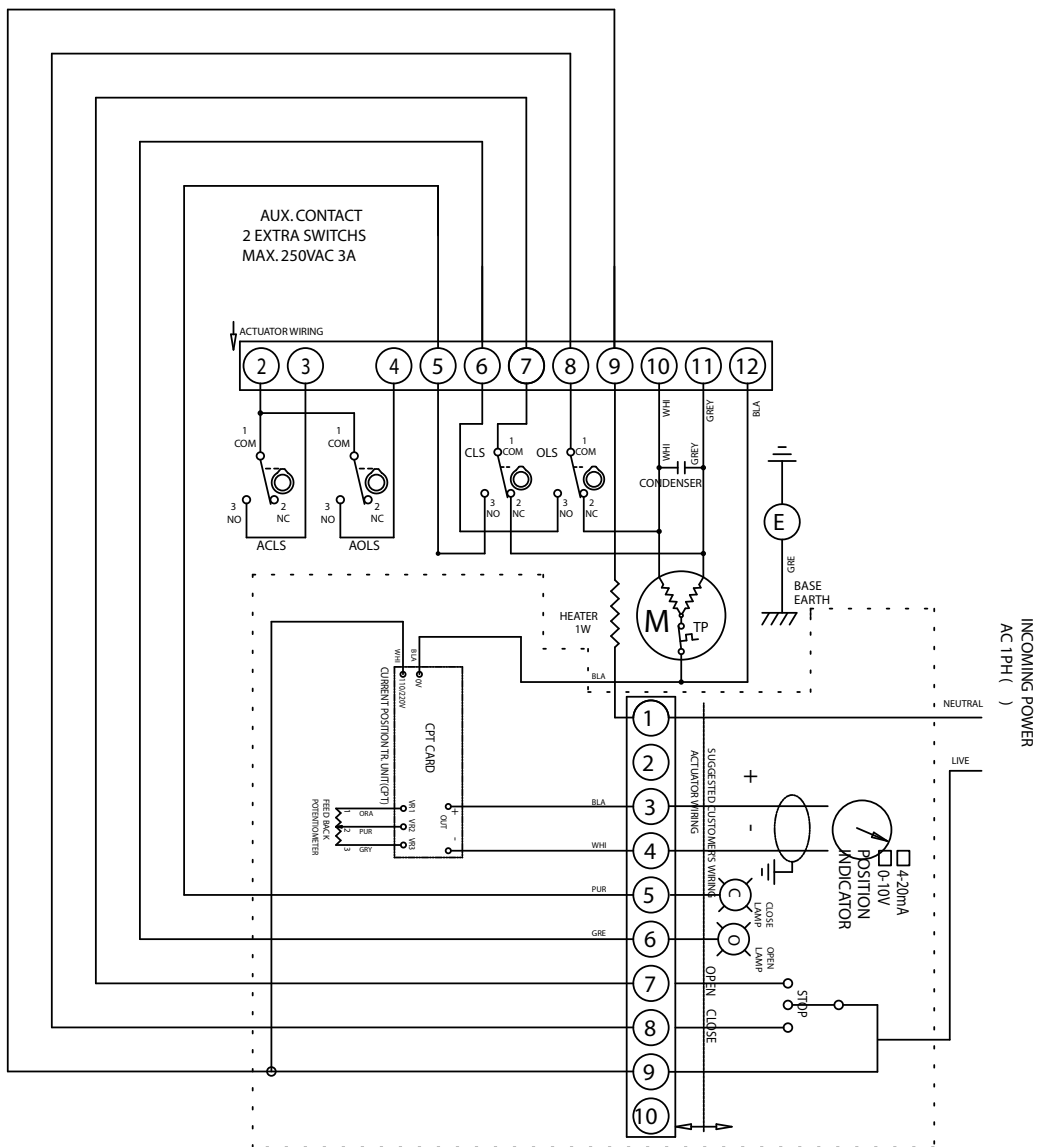 AUX. CONTACT
2 EXTRA SWITCHS
MAX. 250VAC 3A
ACTUATOR WIRING
2 3 4 5 6 7 8 9 10 11 12
WHI
GREY
BLA
1
COM
3
NO
2
NC
ACLS
1
COM
3
NO
2
NC
AOLS
CLS
1
COM
3
NO
2
NC
OLS
1
COM
3
NO
2
NC
WHI
GREY
CONDENSER
E
GRE
BASE
EARTH
HEATER
1W
M
TP
BLA
WHI
BLA
110/220V
0V
CURRENT POSITION TR. UNIT(CPT)
CPT CARD
VR1
VR2
VR3
+
OUT
-
1 ORA
2 PUR
3 GRY
FEED BACK
POTENTIOMETER
BLA
WHI
PUR
GRE
1
2
3
4
5
6
7
8
9
10
SUGGESTED CUSTOMER'S WIRING
ACTUATOR WIRING
+
-
POSITION
INDICATOR
4-20mA
0-10V
C
CLOSE
LAMP
O
OPEN
LAMP
OPEN
CLOSE
STOP
NEUTRAL
LIVE
INCOMING POWER
AC 1PH ( )